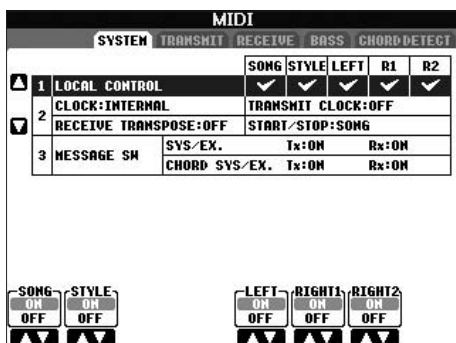 MIDI
SYSTEM TRANSMIT RECEIVE BASS CHORD DETECT
SONG STYLE LEFT R1 R2
1 LOCAL CONTROL
2 CLOCK:INTERNAL TRANSMIT CLOCK:OFF
RECEIVE TRANSPOSE:OFF START/STOP:SONG
3 MESSAGE SW SYS/EX. Tx:ON Rx:ON
CHORD SYS/EX. Tx:ON Rx:ON
SONG STYLE LEFT RIGHT1 RIGHT2
ON ON ON ON ON
OFF OFF OFF OFF OFF